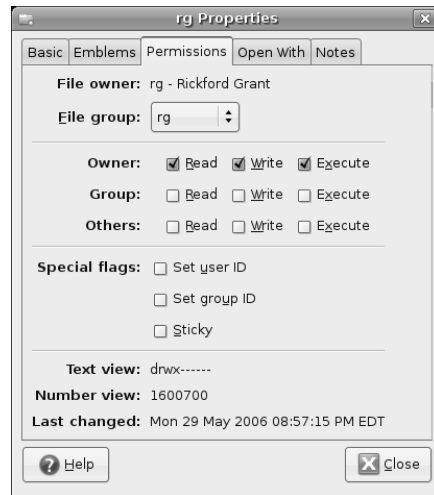 rg Properties
Basic Emblems Permissions Open With Notes
File owner: rg - Rickford Grant
File group: rg
Owner: Read Write Execute
Group: Read Write Execute
Others: Read Write Execute
Special flags: Set user ID
Set group ID
Sticky
Text view: drwx------
Number view: 1600700
Last changed: Mon 29 May 2006 08:57:15 PM EDT
Help Close